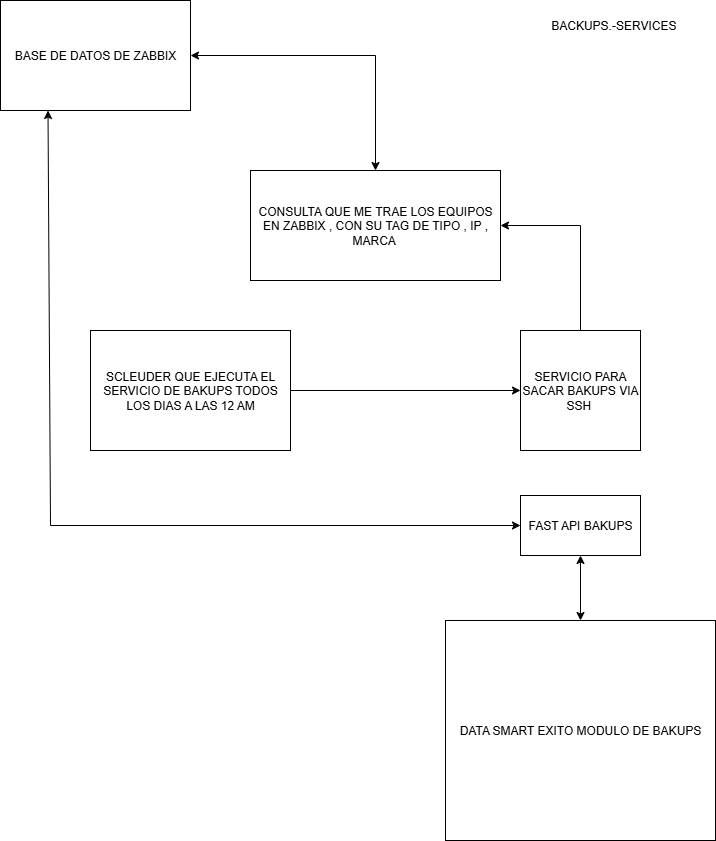 BACKUPS.-SERVICES
BASE DE DATOS DE ZABBIX
CONSULTA QUE ME TRAE LOS EQUIPOS
EN ZABBIX , CON SU TAG DE TIPO , IP ,
MARCA
SCLEUDER QUE EJECUTA EL
SERVICIO DE BAKUPS TODOS
LOS DIAS A LAS 12 AM
SERVICIO PARA
SACAR BAKUPS VIA
SSH
FAST API BAKUPS
DATA SMART EXITO MODULO DE BAKUPS